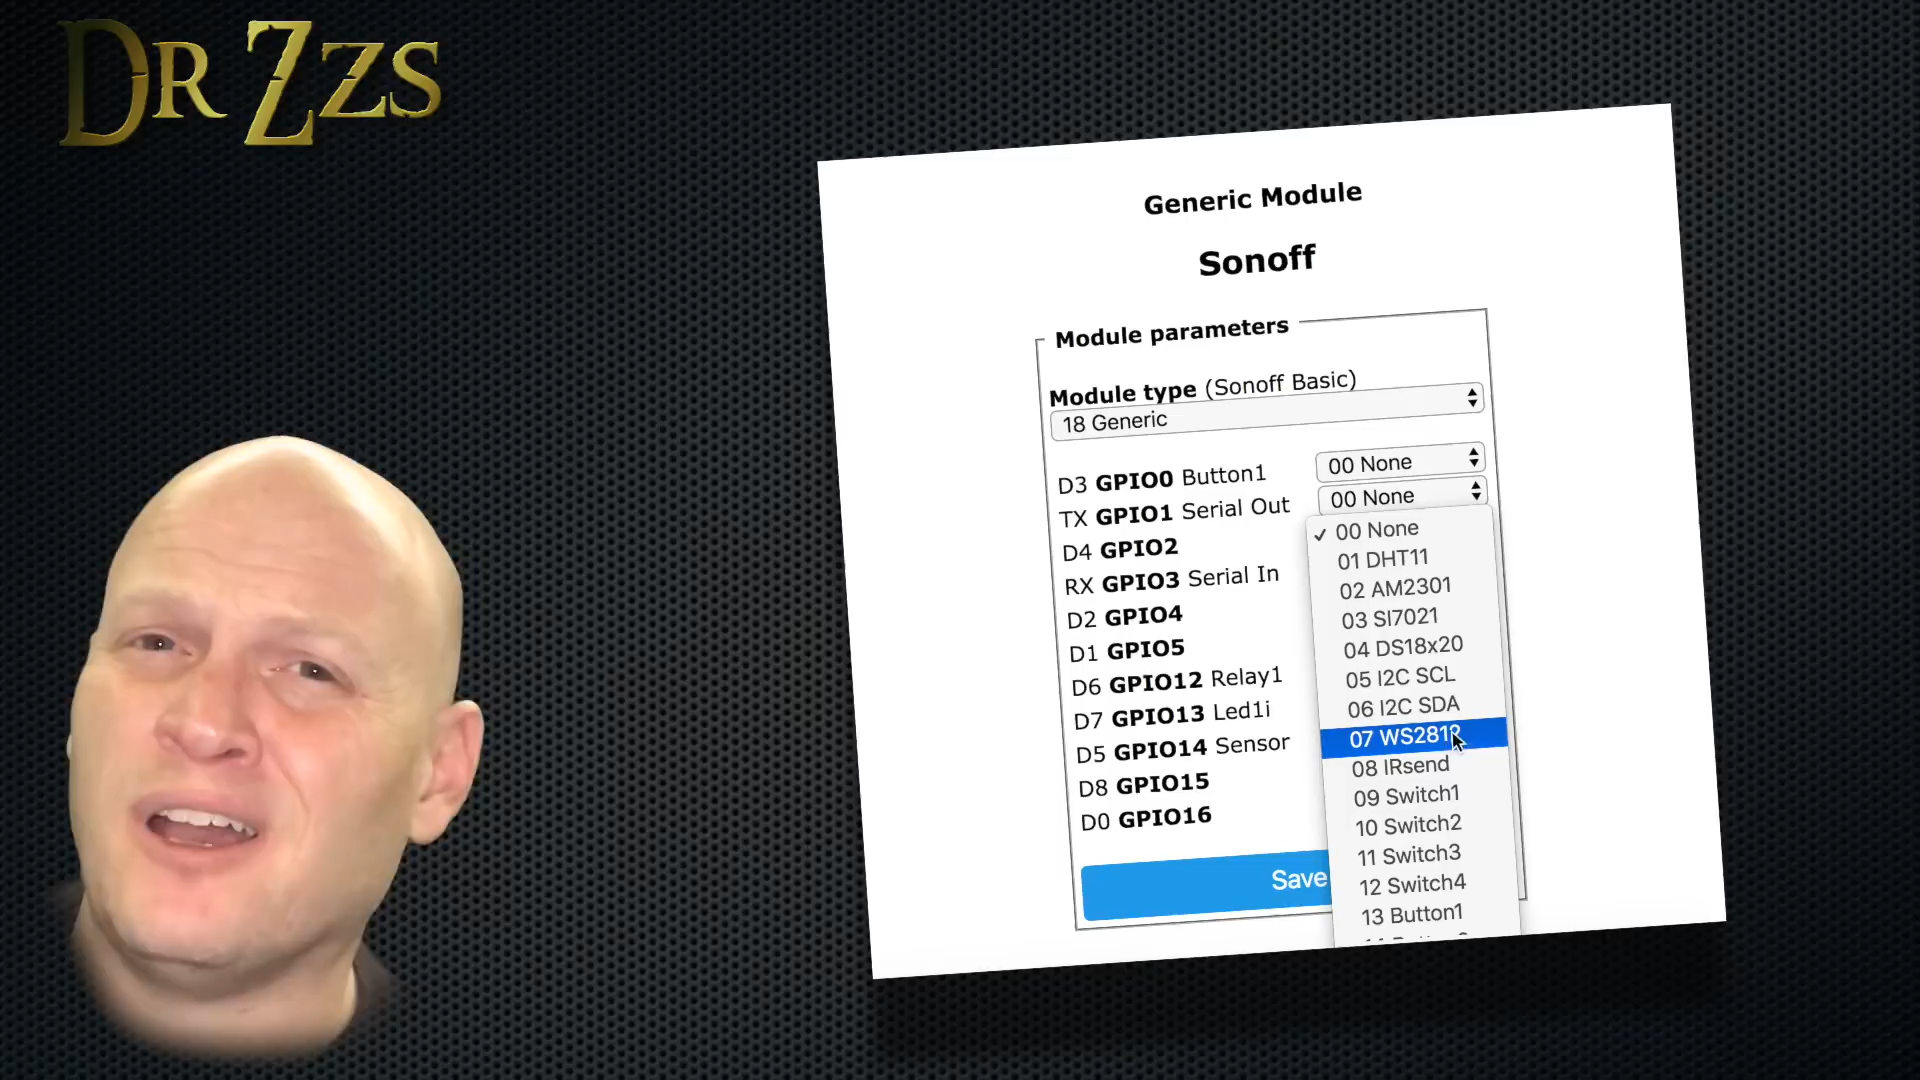 DR ZZS
Generic Module
Sonoff
Module parameters
Module type (Sonoff Basic)
18 Generic
D3 GPIO0 Button1 00 None
TX GPIO1 Serial Out 00 None
D4 GPIO2
RX GPIO3 Serial In
D2 GPIO4
D1 GPIO5
D6 GPIO12 Relay1
D7 GPIO13 Led1i
D5 GPIO14 Sensor
D8 GPIO15
D0 GPIO16
Save
✓ 00 None
01 DHT11
02 AM2301
03 SI7021
04 DS18x20
05 I2C SCL
06 I2C SDA
07 WS2812
08 IRsend
09 Switch1
10 Switch2
11 Switch3
12 Switch4
13 Button1